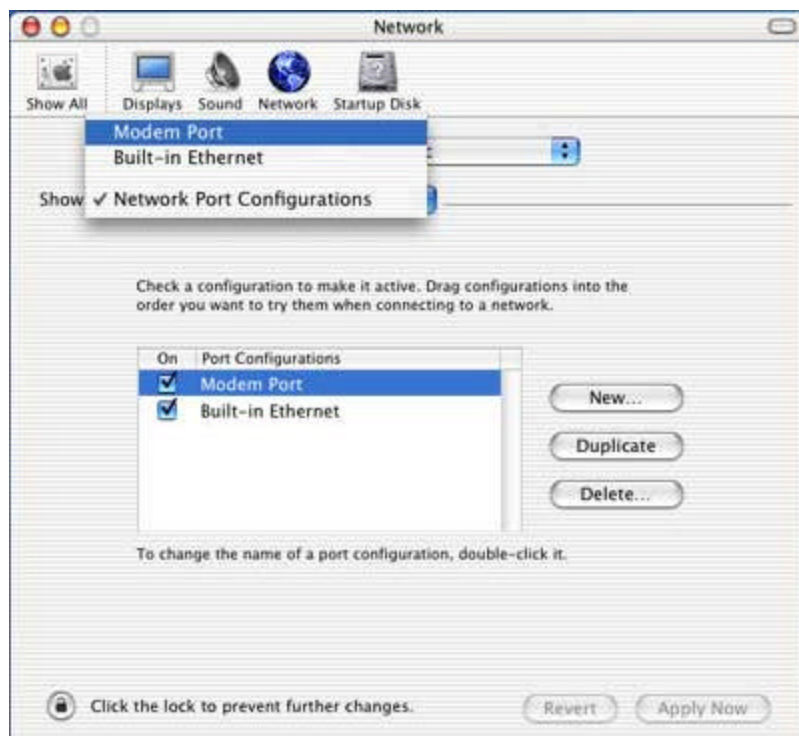 Network
Show All Displays Sound Network Startup Disk
Modem Port
Built-in Ethernet
Show ✓ Network Port Configurations
Check a configuration to make it active. Drag configurations into the
order you want to try them when connecting to a network.
On Port Configurations
Modem Port
Built-in Ethernet
New...
Duplicate
Delete...
To change the name of a port configuration, double-click it.
Click the lock to prevent further changes.
Revert Apply Now